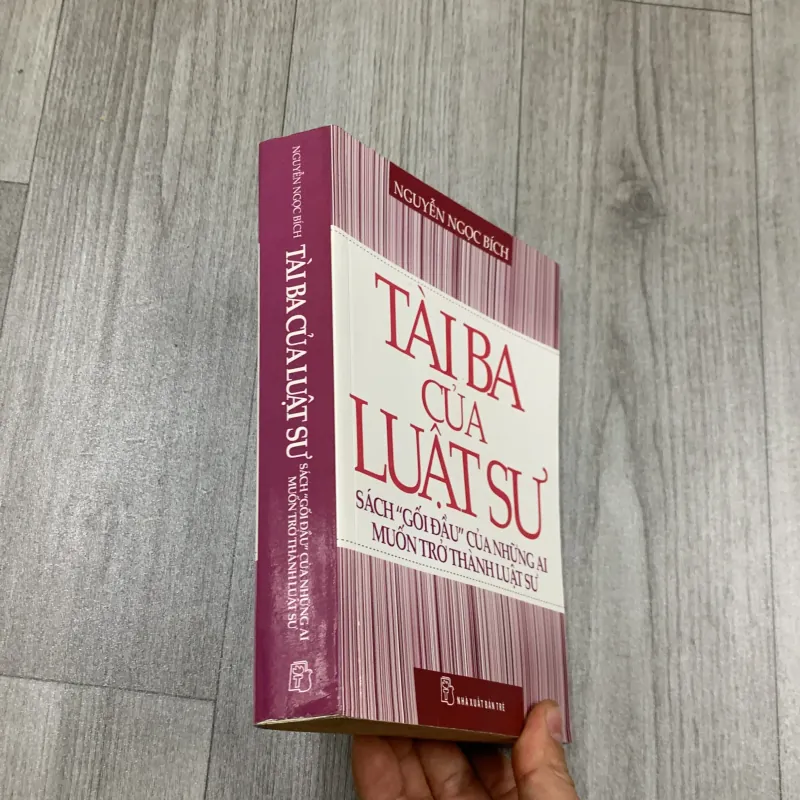 NGUYỄN NGỌC BÍCH
TÀI BA CỦA LUẬT SƯ
SÁCH "GỐI ĐẦU" CỦA NHỮNG AI
MUỐN TRỞ THÀNH LUẬT SƯ
NGUYỄN NGỌC BÍCH
TÀI BA
CỦA
LUẬT SƯ
SÁCH "GỐI ĐẦU" CỦA NHỮNG AI
MUỐN TRỞ THÀNH LUẬT SƯ
NHÀ XUẤT BẢN TRẺ